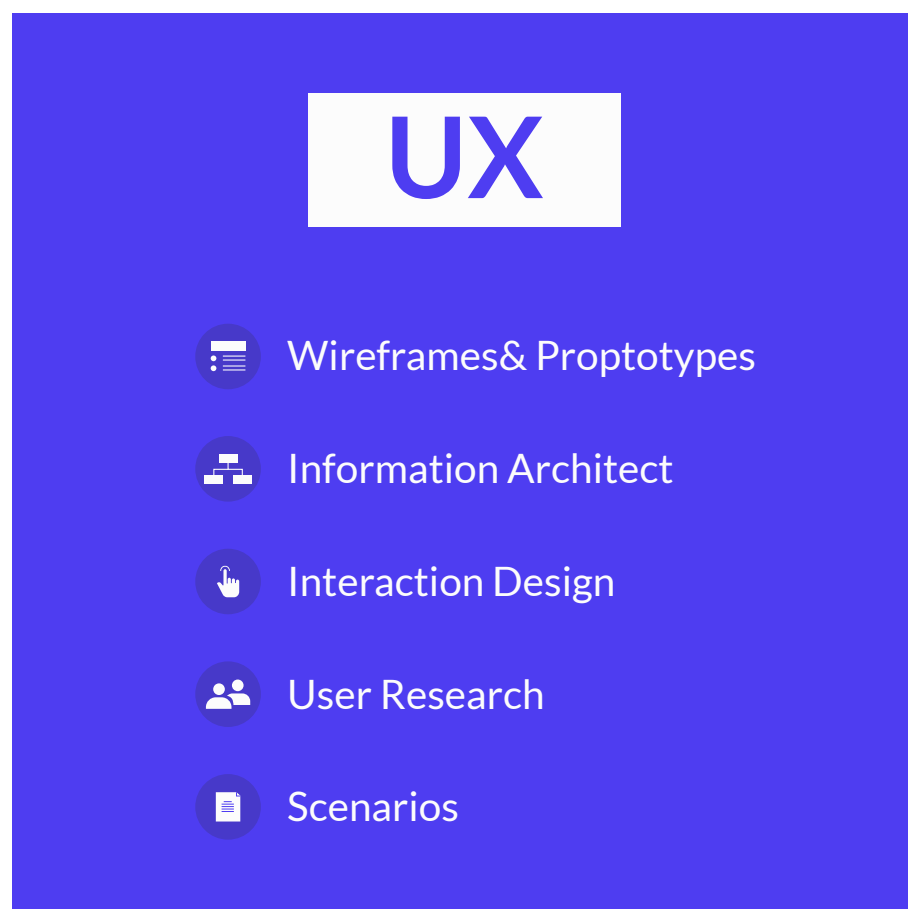 UX
Wireframes& Proptotypes
Information Architect
Interaction Design
User Research
Scenarios